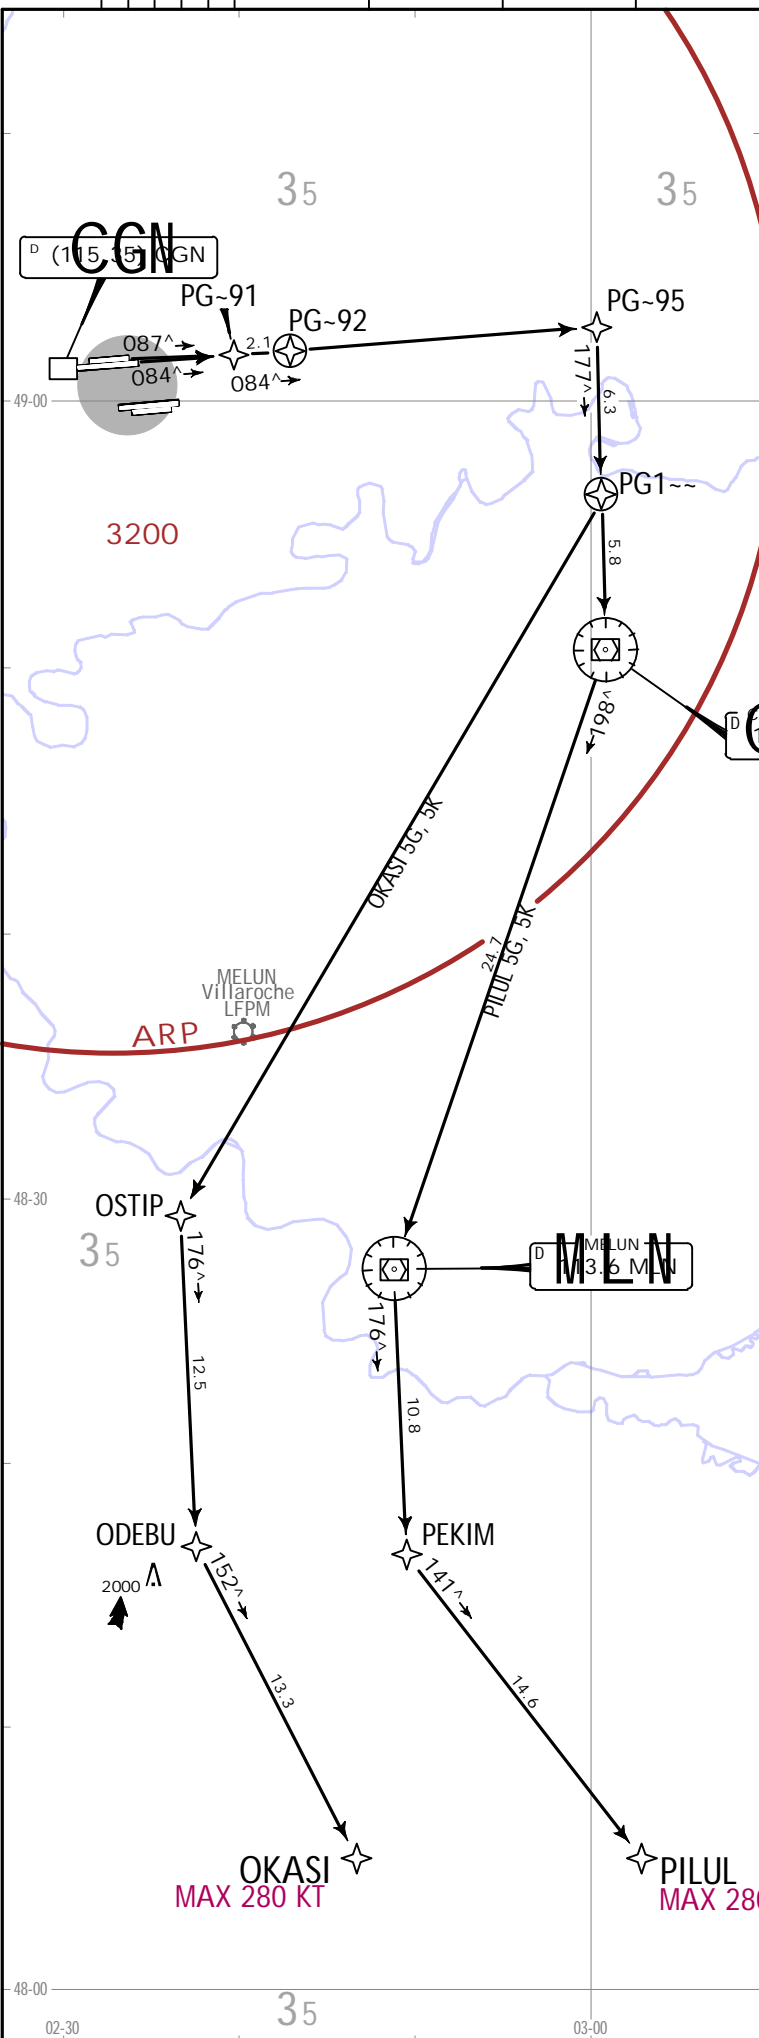 35
35
CGN
D (115.35) CGN
PG~91
PG~92
PG~95
087^
2.1
084^
084^
177^
6.3
49-00
PG1~~
3200
5.8
198^
D
OKASI 5G, 5K
24.7
PILUL 5G, 5K
MELUN
Villaroche
LFPM
ARP
48-30
OSTIP
35
176^
MLN
D
MELUN
113.6 MLN
176^
12.5
10.8
ODEBU
PEKIM
152^
141^
2000
13.3
14.6
OKASI
MAX 280 KT
PILUL
MAX 280
48-00
35
02-30
03-00